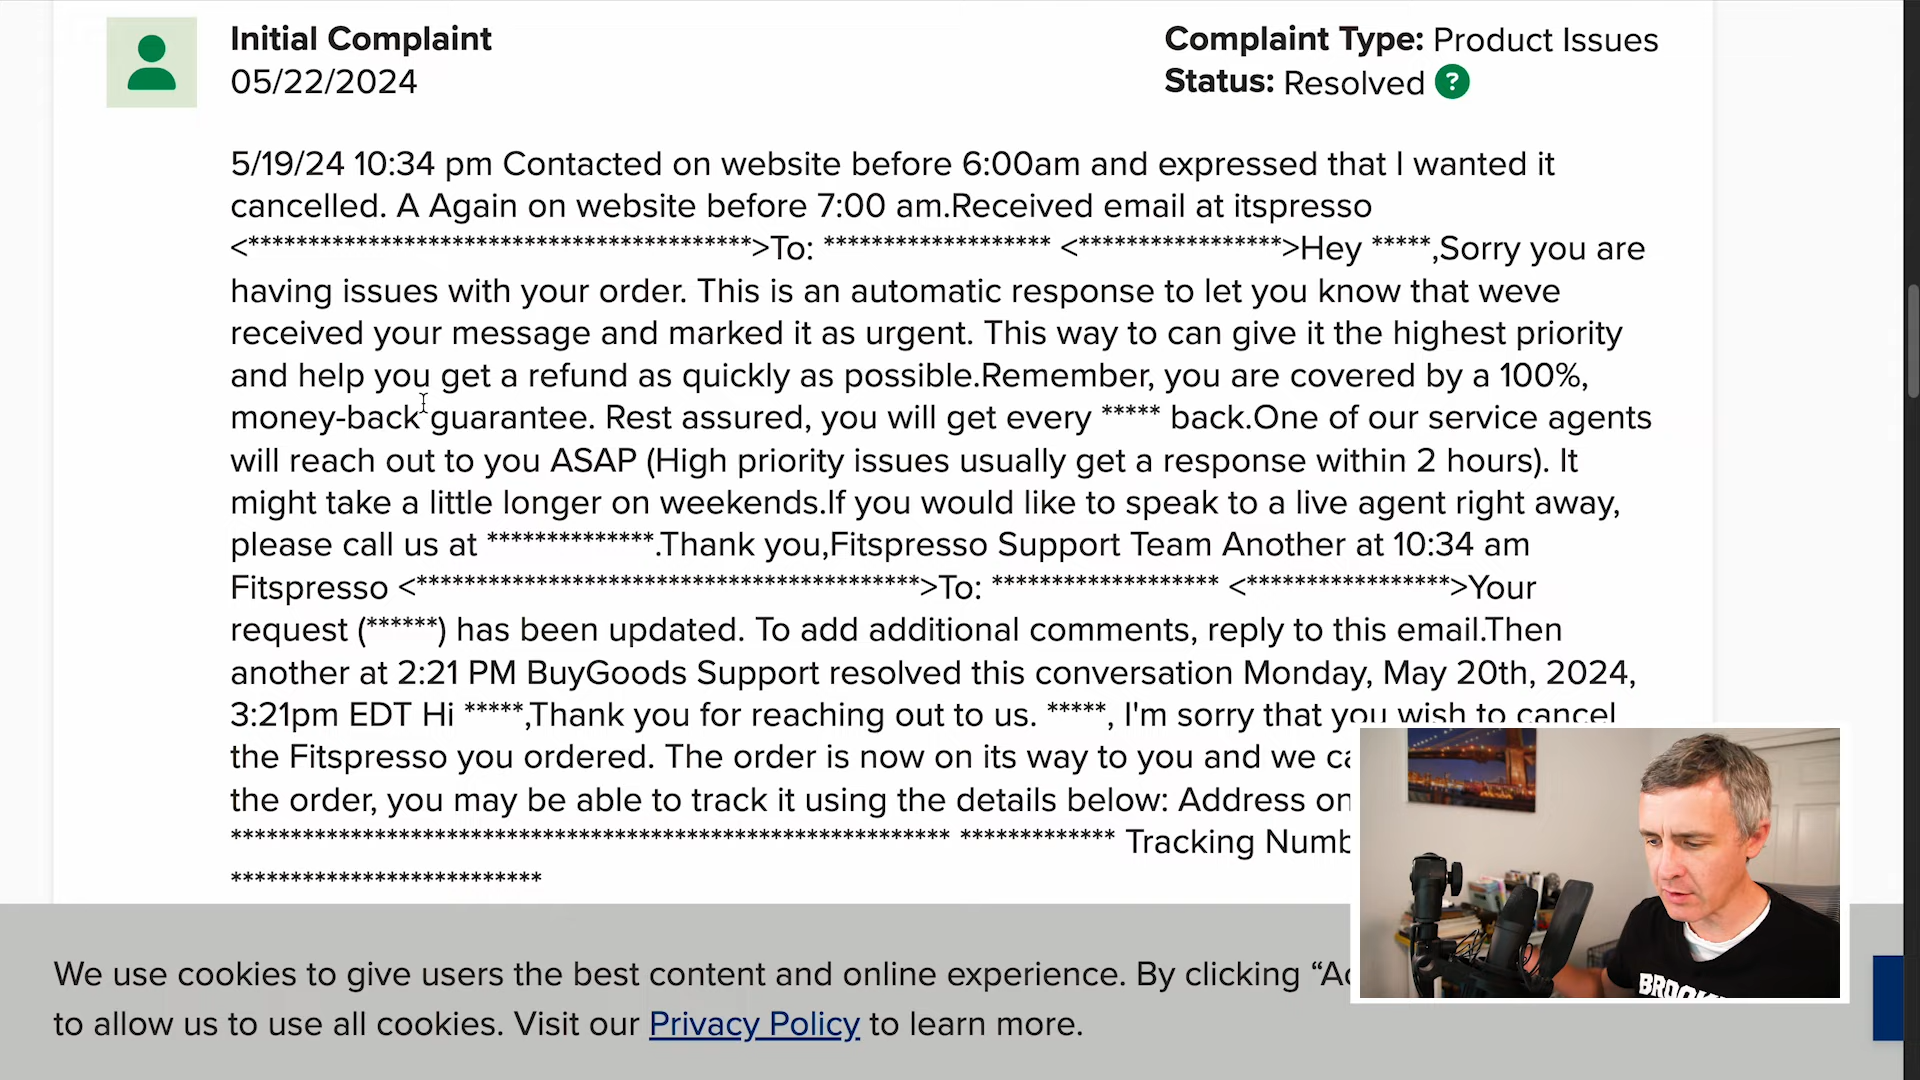 Initial Complaint
05/22/2024
Complaint Type: Product Issues
Status: Resolved ?
5/19/24 10:34 pm Contacted on website before 6:00am and expressed that I wanted it
cancelled. A Again on website before 7:00 am.Received email at itspresso
<******************************************>To: ******************* <*****************>Hey *****,Sorry you are
having issues with your order. This is an automatic response to let you know that weve
received your message and marked it as urgent. This way to can give it the highest priority
and help you get a refund as quickly as possible.Remember, you are covered by a 100%,
money-back guarantee. Rest assured, you will get every ***** back.One of our service agents
will reach out to you ASAP (High priority issues usually get a response within 2 hours). It
might take a little longer on weekends.If you would like to speak to a live agent right away,
please call us at **************.Thank you,Fitspresso Support Team Another at 10:34 am
Fitspresso <******************************************>To: ******************* <*****************>Your
request (******) has been updated. To add additional comments, reply to this email.Then
another at 2:21 PM BuyGoods Support resolved this conversation Monday, May 20th, 2024,
3:21pm EDT Hi *****,Thank you for reaching out to us. *****, I'm sorry that you wish to cancel
the Fitspresso you ordered. The order is now on its way to you and we
the order, you may be able to track it using the details below: Address on
************************************************************ ************* Tracking
**************************
We use cookies to give users the best content and online experience. By clicking
to allow us to use all cookies. Visit our Privacy Policy to learn more.